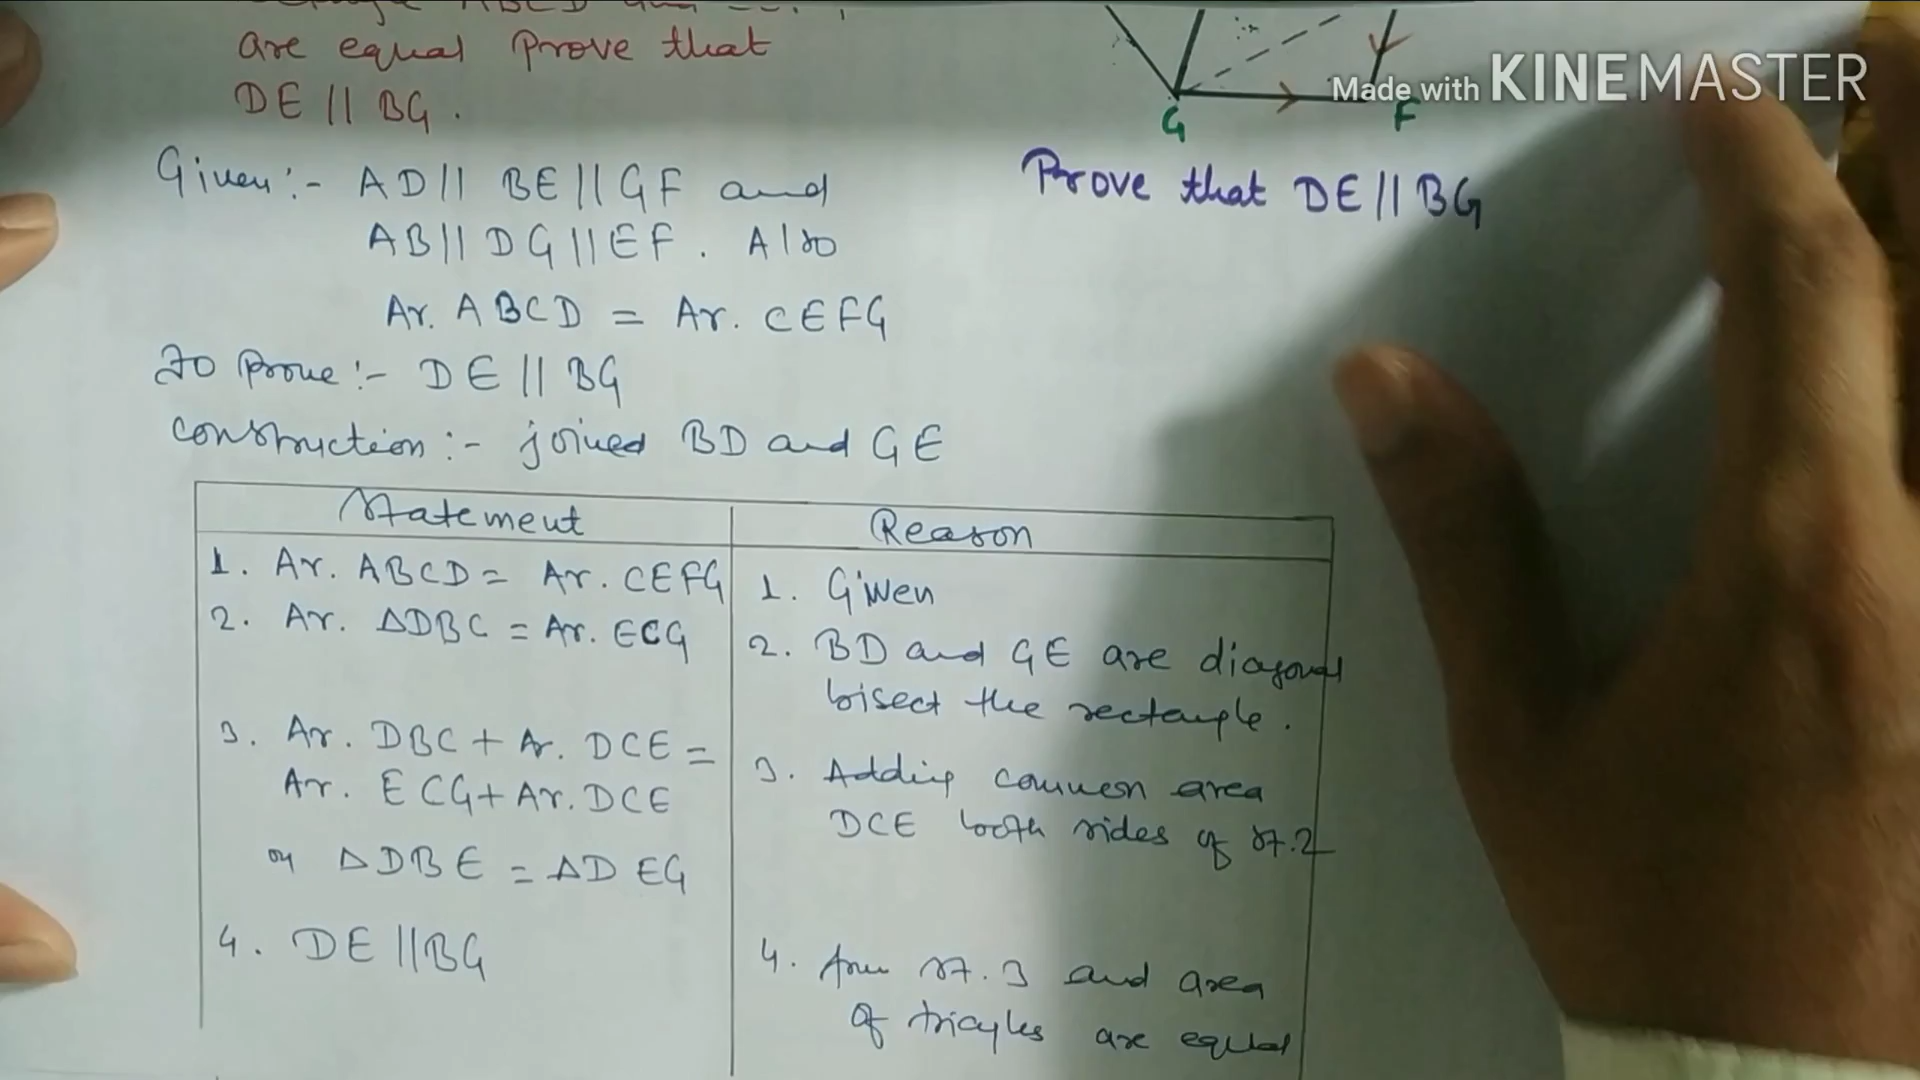 ABCD and
are equal Prove that
DE || BG.
Made with KINEMASTER
G
F
Given:- AD || BE || GF and
AB || DG || EF. Also
Ar. ABCD = Ar. CEFG
Prove that DE || BG
To prove:- DE || BG
construction:- joined BD and GE
Statement
Reason
1. Ar. ABCD = Ar. CEFG
1. Given
2. Ar. ΔDBC = Ar. ECG
2. BD and GE are diagonal
bisect the rectangle.
3. Ar. DBC + Ar. DCE =
Ar. ECG + Ar. DCE
3. Adding common area
DCE both sides of st. 2
or ΔDBE = ΔDEG
4. DE || BG
4. from st. 3 and area
of triangles are equal